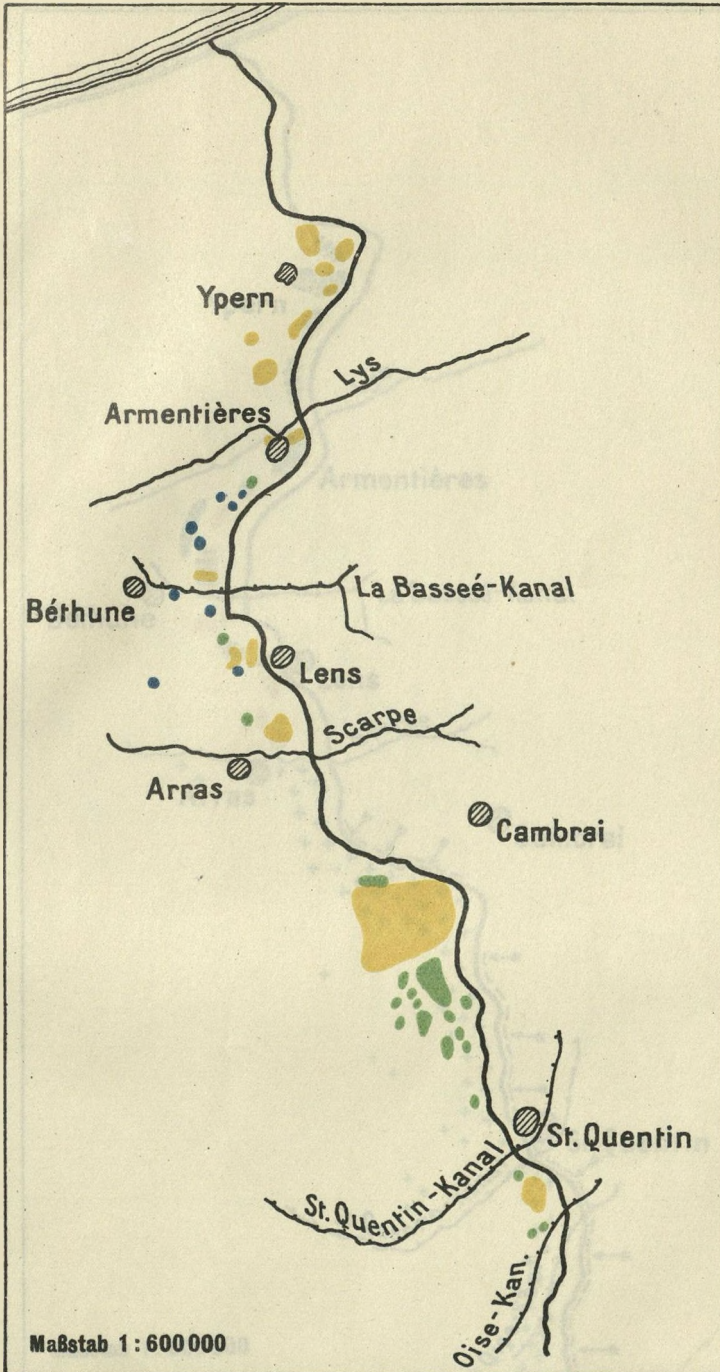 Ypern
Lys
Armentières
La Baseé-Kanal
Béthune
Lens
Scarpe
Arras
Cambrai
St. Quentin
St. Quentin-Kanal
Oise-Kan.
Maßstab 1:600000